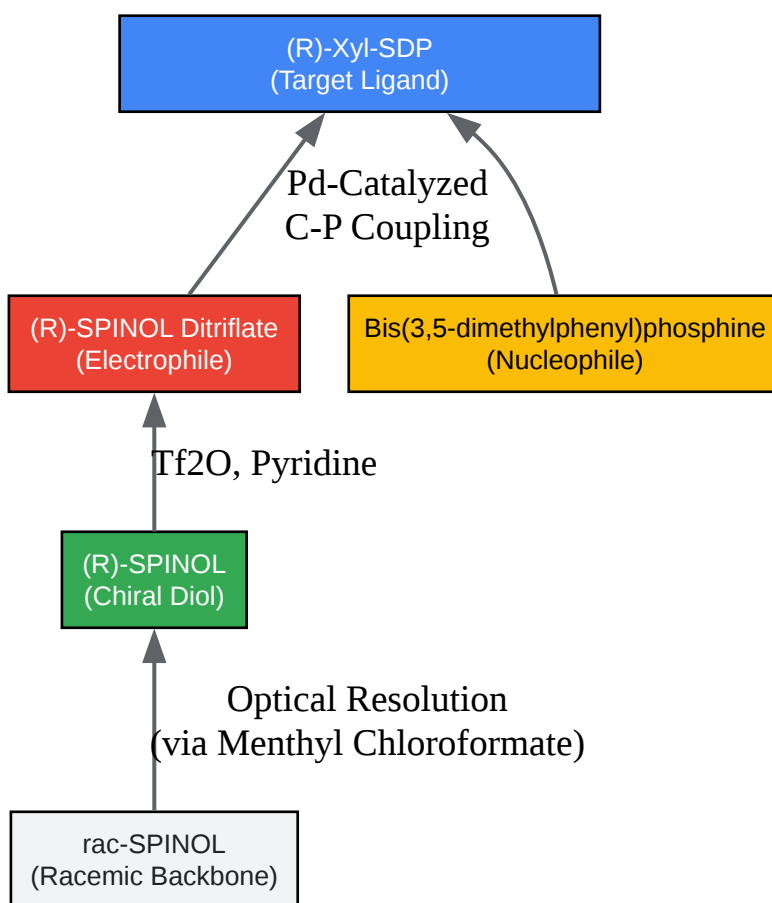 (R)-Xyl-SDP
(Target Ligand)
Pd-Catalyzed
C-P Coupling
(R)-SPINOL Ditriflate
(Electrophile)
Bis(3,5-dimethylphenyl)phosphine
(Nucleophile)
Tf2O, Pyridine
(R)-SPINOL
(Chiral Diol)
Optical Resolution
(via Menthyl Chloroformate)
rac-SPINOL
(Racemic Backbone)